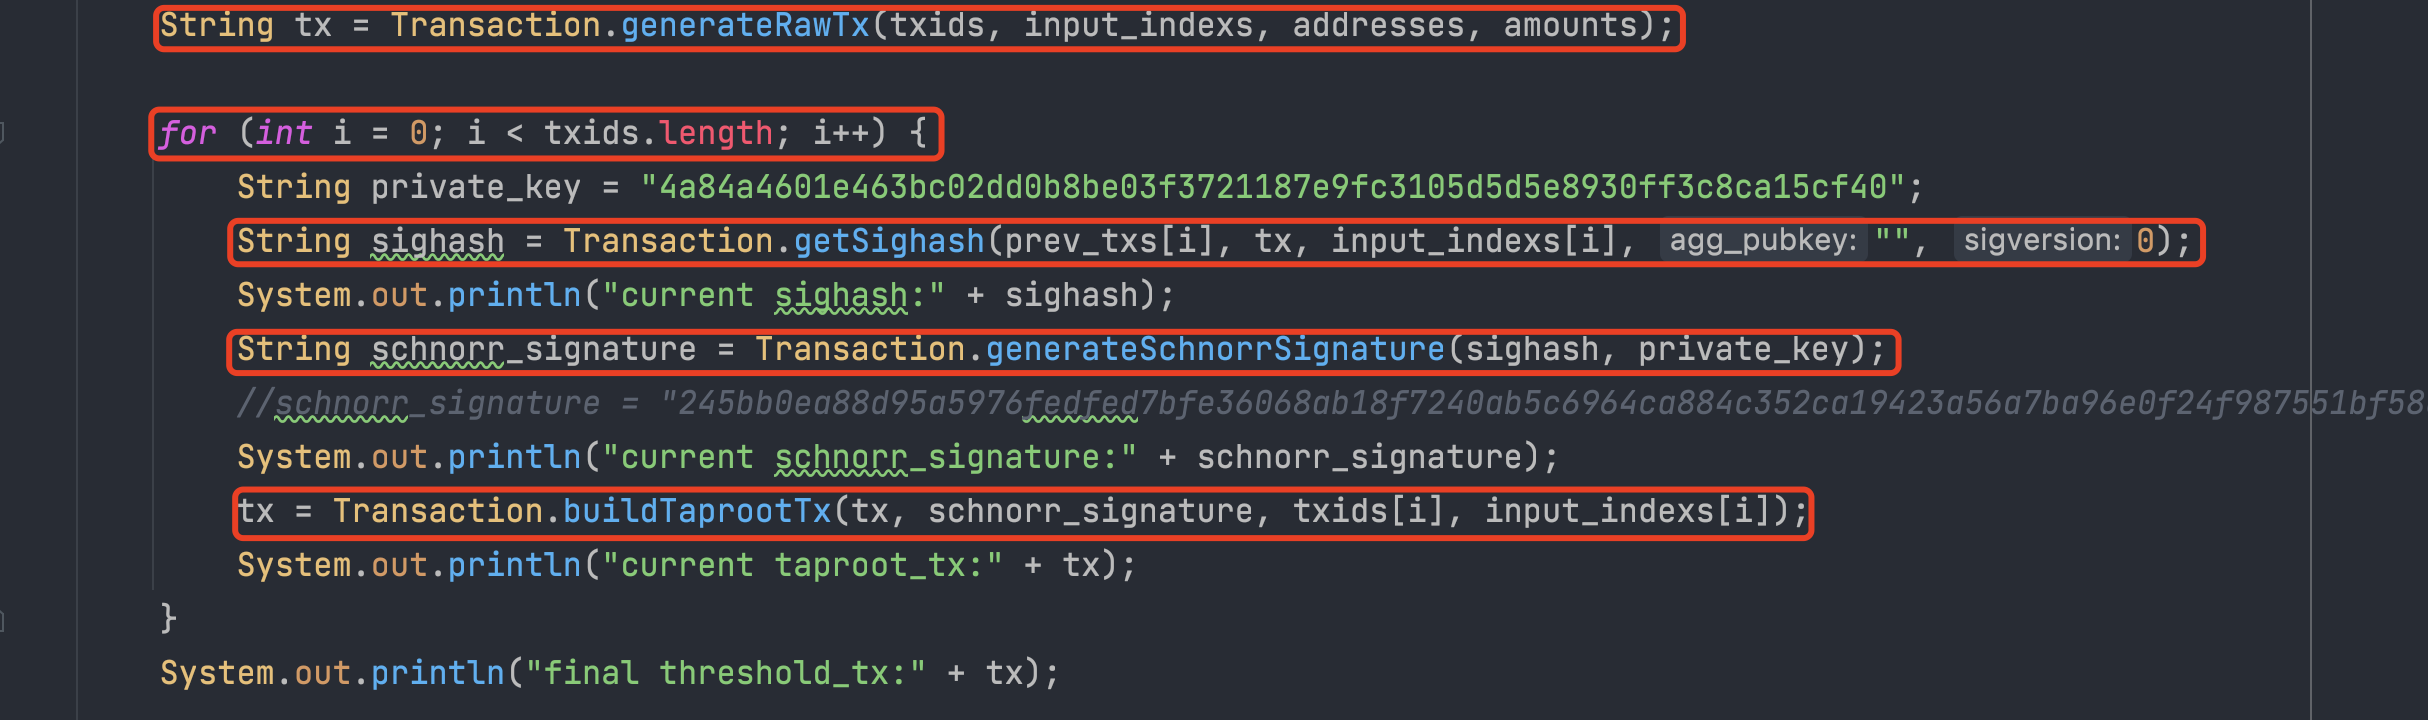 String tx = Transaction.generateRawTx(txids, input_indexs, addresses, amounts);
for (int i = 0; i < txids.length; i++) {
String private_key = "4a84a4601e463bc02dd0b8be03f3721187e9fc3105d5d5e8930ff3c8ca15cf40";
String sighash = Transaction.getSighash(prev_txs[i], tx, input_indexs[i], agg_pubkey: "", sigversion: 0);
System.out.println("current sighash:" + sighash);
String schnorr_signature = Transaction.generateSchnorrSignature(sighash, private_key);
//schnorr_signature = "245bb0ea88d95a5976fedfed7bfe36068ab18f7240ab5c6964ca884c352ca19423a56a7ba96e0f24f987551bf58
System.out.println("current schnorr_signature:" + schnorr_signature);
tx = Transaction.buildTaprootTx(tx, schnorr_signature, txids[i], input_indexs[i]);
System.out.println("current taproot_tx:" + tx);
}
System.out.println("final threshold_tx:" + tx);